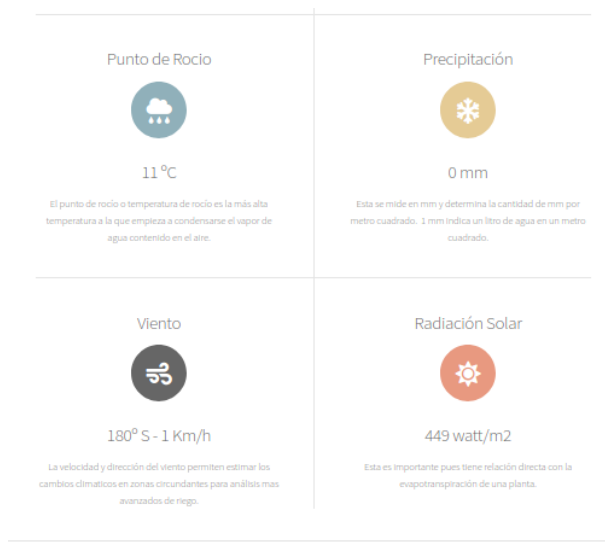 Punto de Rocio
11 °C
El punto de rocío o temperatura de rocío es la más alta
temperatura a la que empieza a condensarse el vapor de
agua contenido en el aire.
Precipitación
0 mm
Esta se mide en mm y determina la cantidad de mm por
metro cuadrado. 1 mm indica un litro de agua en un metro
cuadrado.
Viento
180° S - 1 Km/h
La velocidad y dirección del viento permiten estimar los
cambios climaticos en zonas circundantes para análisis mas
avanzados de riego.
Radiación Solar
449 watt/m2
Esta es importante pues tiene relación directa con la
evapotranspiración de una planta.